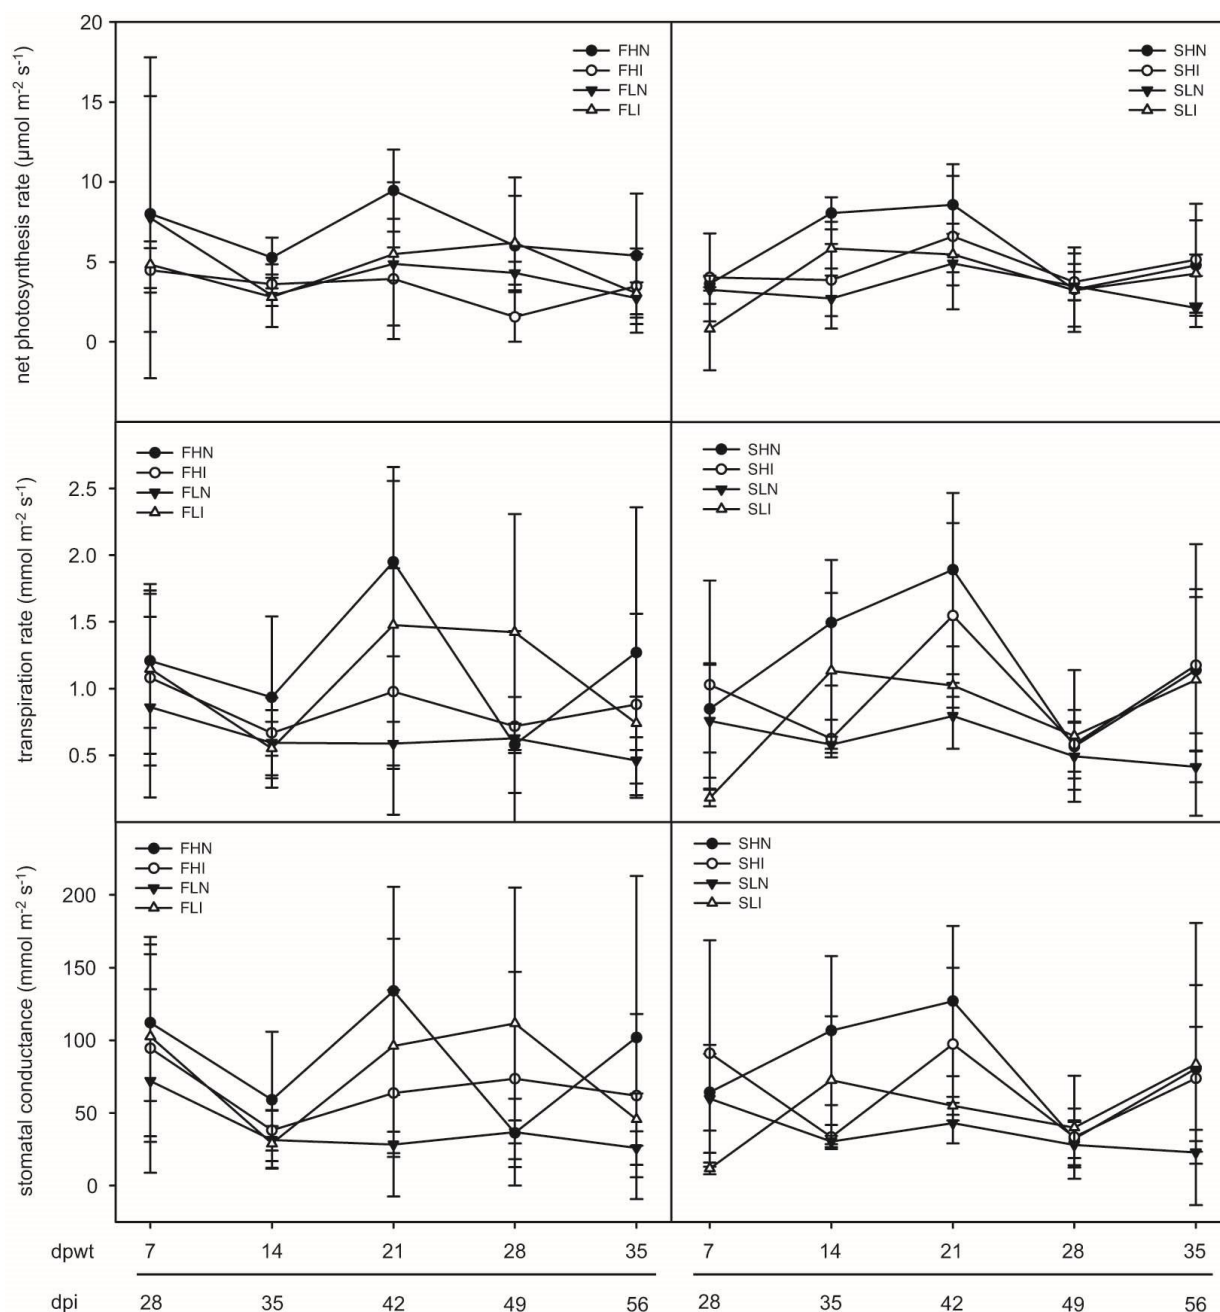 net photosynthesis rate (µmol m⁻² s⁻¹)
20
15
10
5
0
FHN
FHI
FLN
FLI
SHN
SHI
SLN
SLI
transpiration rate (mmol m⁻² s⁻¹)
2.5
2.0
1.5
1.0
0.5
FHN
FHI
FLN
FLI
SHN
SHI
SLN
SLI
stomatal conductance (mmol m⁻² s⁻¹)
200
150
100
50
0
FHN
FHI
FLN
FLI
SHN
SHI
SLN
SLI
dpwt 7 14 21 28 35 7 14 21 28 35
dpi 28 35 42 49 56 28 35 42 49 56